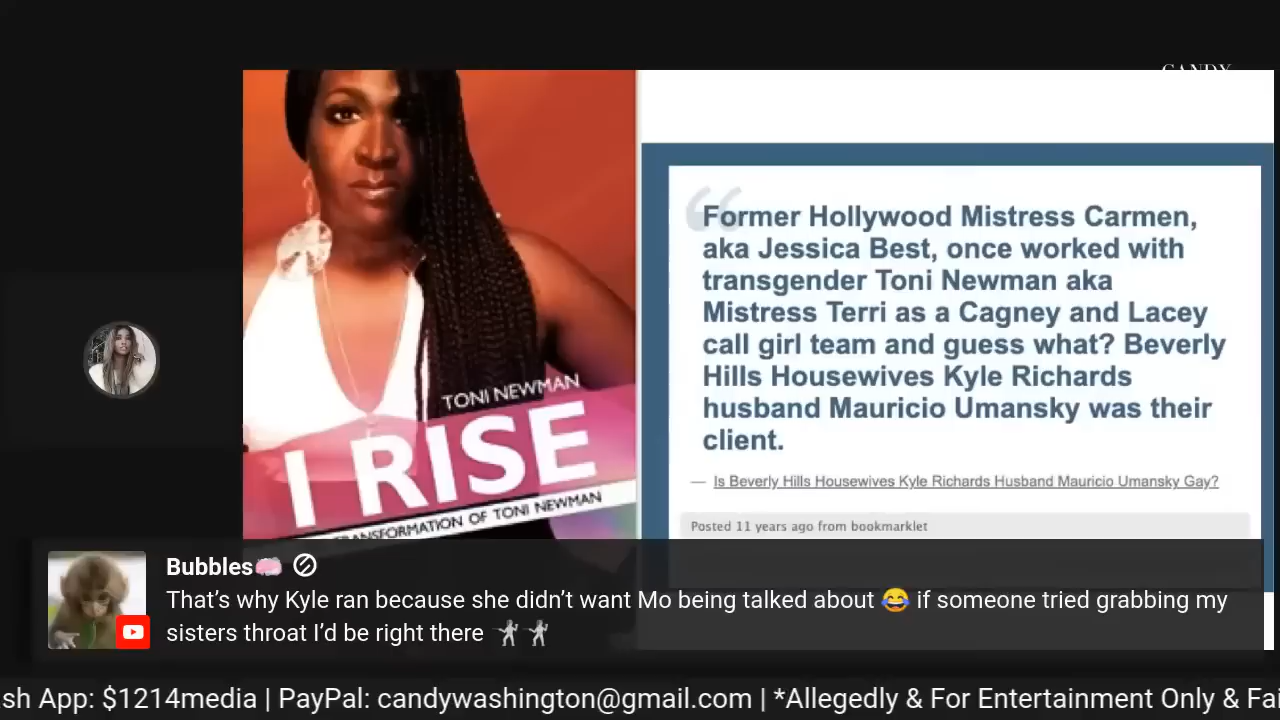 CANDY
Former Hollywood Mistress Carmen,
aka Jessica Best, once worked with
transgender Toni Newman aka
Mistress Terri as a Cagney and Lacey
call girl team and guess what? Beverly
Hills Housewives Kyle Richards
husband Mauricio Umansky was their
client.
— Is Beverly Hills Housewives Kyle Richards Husband Mauricio Umansky Gay?
Posted 11 years ago from bookmarklet
TONI NEWMAN
I RISE
TRANSFORMATION OF TONI NEWMAN
Bubbles🧠
That’s why Kyle ran because she didn’t want Mo being talked about 😂 if someone tried grabbing my
sisters throat I’d be right there 🤺🤺
sh App: $1214media | PayPal: candywashington@gmail.com | *Allegedly & For Entertainment Only & Fai